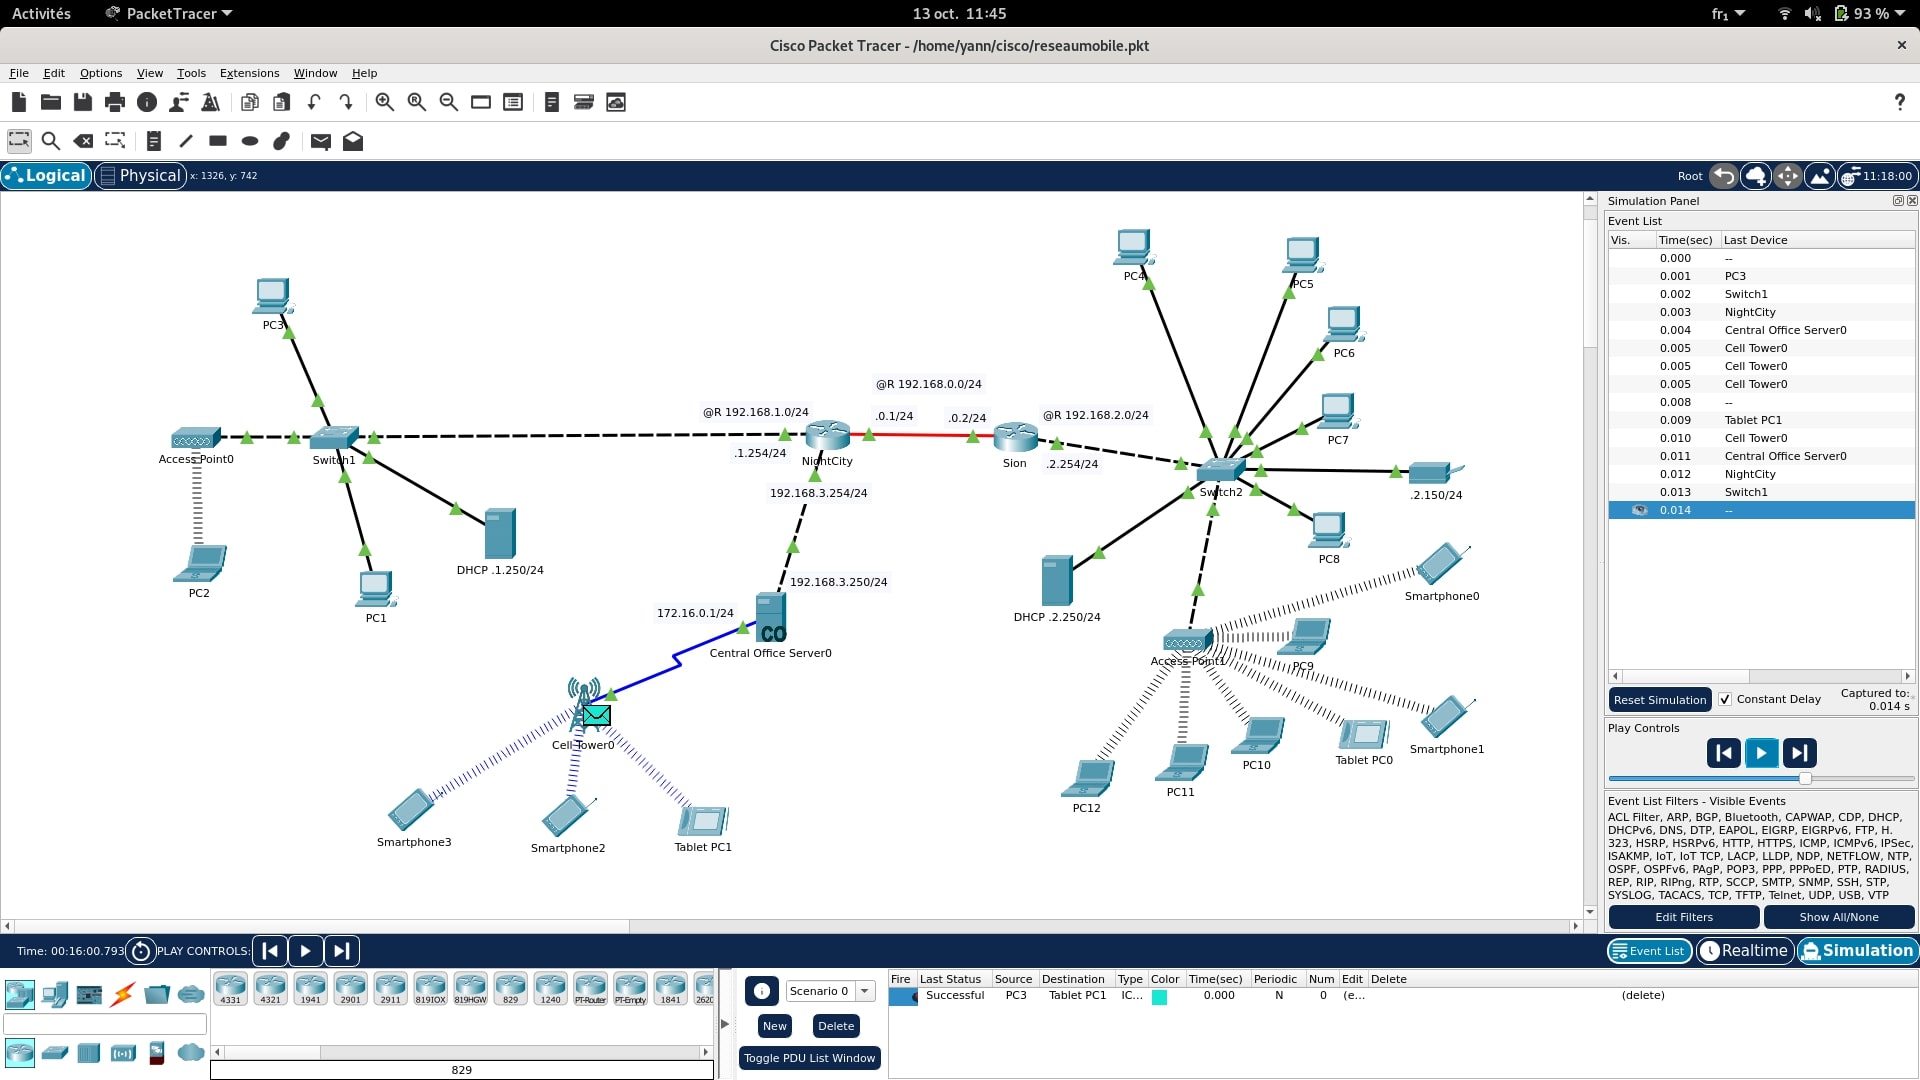 Activités
PacketTracer
13 oct. 11:45
fr₁
93 %
Cisco Packet Tracer - /home/yann/cisco/reseaumobile.pkt
File Edit Options View Tools Extensions Window Help
?
Logical
Physical
x: 1326, y: 742
Root
11:18:00
PC3
Access Point0
Switch1
PC2
PC1
DHCP .1.250/24
@R 192.168.1.0/24
.1.254/24
NightCity
@R 192.168.0.0/24
.0.1/24
.0.2/24
@R 192.168.2.0/24
Sion
.2.254/24
192.168.3.254/24
192.168.3.250/24
172.16.0.1/24
CO
Central Office Server0
Cell Tower0
Smartphone3
Smartphone2
Tablet PC1
PC4
PC5
PC6
PC7
Switch2
.2.150/24
PC8
DHCP .2.250/24
Access Point1
Smartphone0
PC9
Smartphone1
Tablet PC0
PC10
PC11
PC12
Simulation Panel
Event List
Vis. Time(sec) Last Device
0.000 --
0.001 PC3
0.002 Switch1
0.003 NightCity
0.004 Central Office Server0
0.005 Cell Tower0
0.005 Cell Tower0
0.005 Cell Tower0
0.008 --
0.009 Tablet PC1
0.010 Cell Tower0
0.011 Central Office Server0
0.012 NightCity
0.013 Switch1
0.014 --
Reset Simulation
Constant Delay
Captured to:
0.014 s
Play Controls
Event List Filters - Visible Events
ACL Filter, ARP, BGP, Bluetooth, CAPWAP, CDP, DHCP,
DHCPv6, DNS, DTP, EAPOL, EIGRP, EIGRPv6, FTP, H.
323, HSRP, HSRPv6, HTTP, HTTPS, ICMP, ICMPv6, IPSec,
ISAKMP, IoT, IoT TCP, LACP, LLDP, NDP, NETFLOW, NTP,
OSPF, OSPFv6, PAgP, POP3, PPP, PPPoED, PTP, RADIUS,
REP, RIP, RIPng, RTP, SCCP, SMTP, SNMP, SSH, STP,
SYSLOG, TACACS, TCP, TFTP, Telnet, UDP, USB, VTP
Edit Filters
Show All/None
Time: 00:16:00.793
PLAY CONTROLS:
Event List
Realtime
Simulation
4331 4321 1941 2901 2911 819IOX 819HGW 829 1240 PT-Router PT-Empty 1841 2620
829
Scenario 0
New
Delete
Toggle PDU List Window
Fire Last Status Source Destination Type Color Time(sec) Periodic Num Edit Delete
Successful PC3 Tablet PC1 IC... 0.000 N 0 (e... (delete)